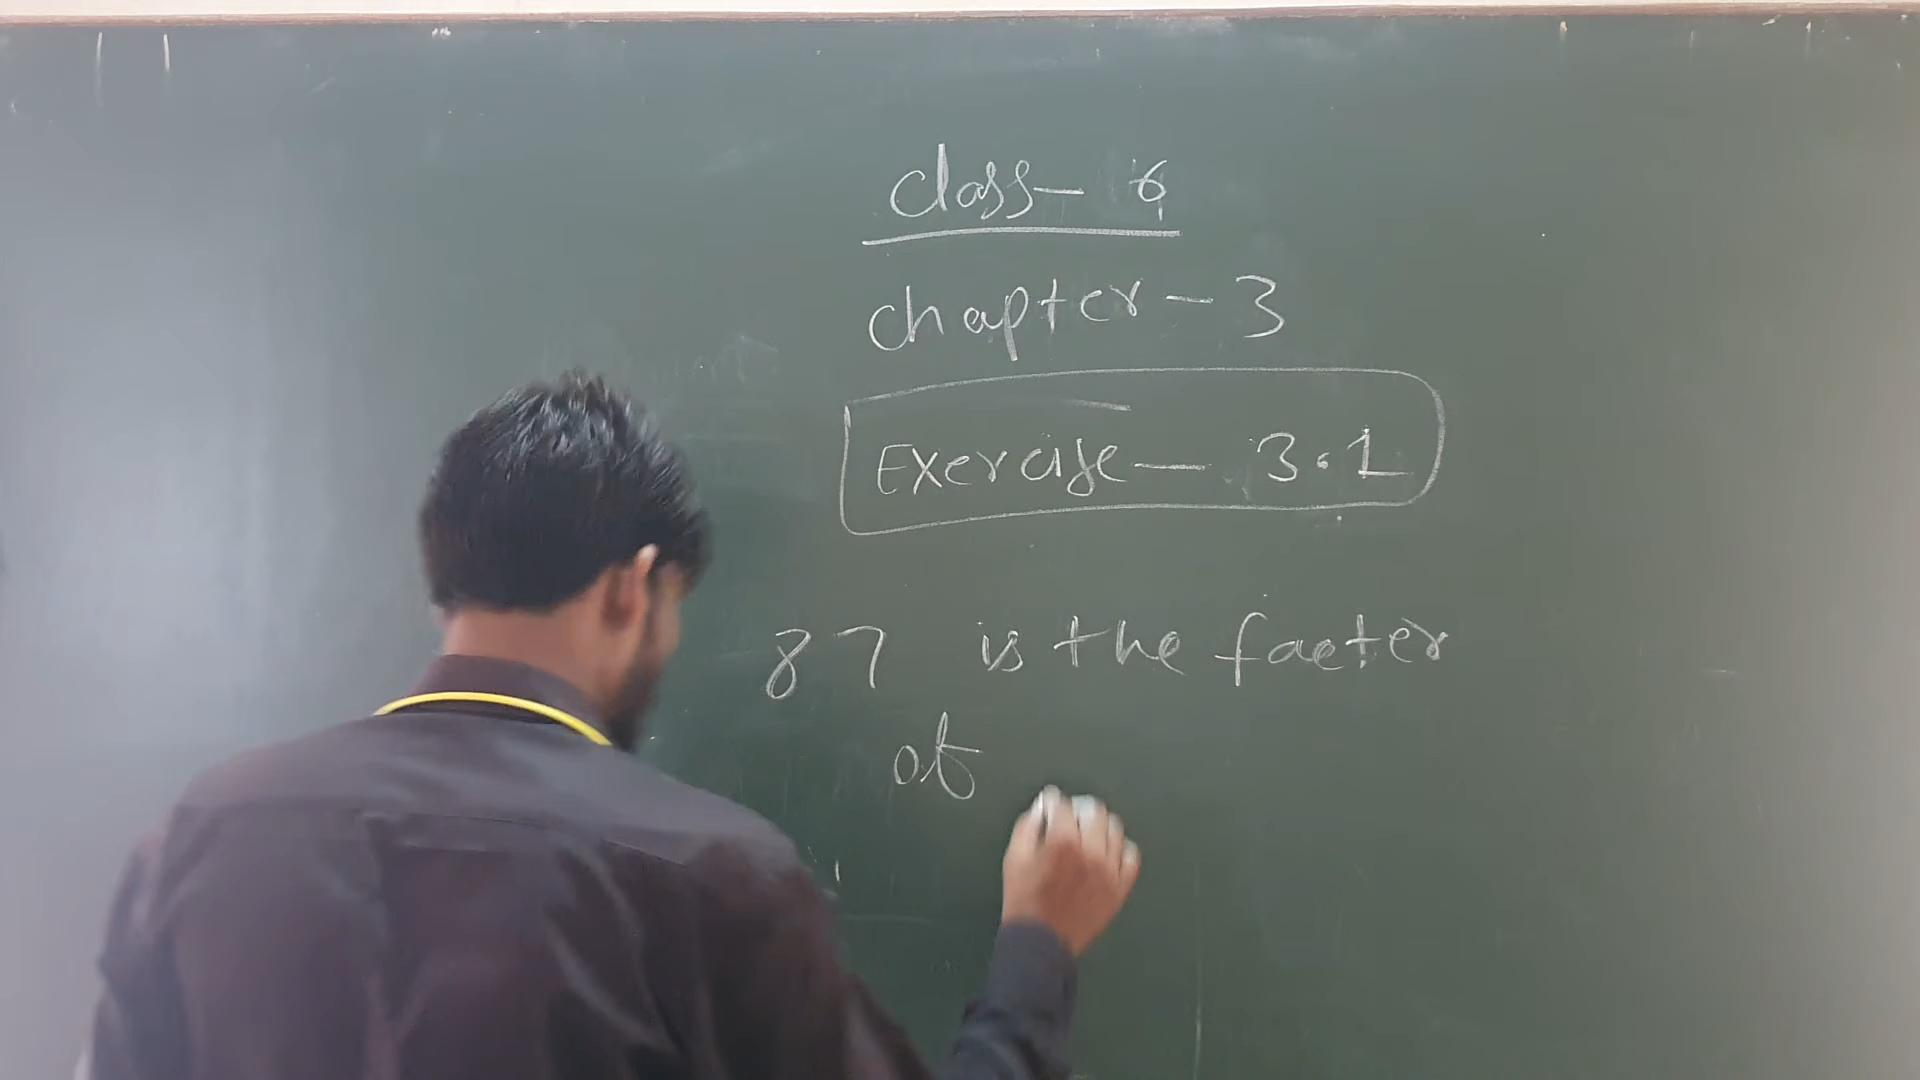 class - 6
chapter - 3
Exercise - 3.1
87 is the facter
of